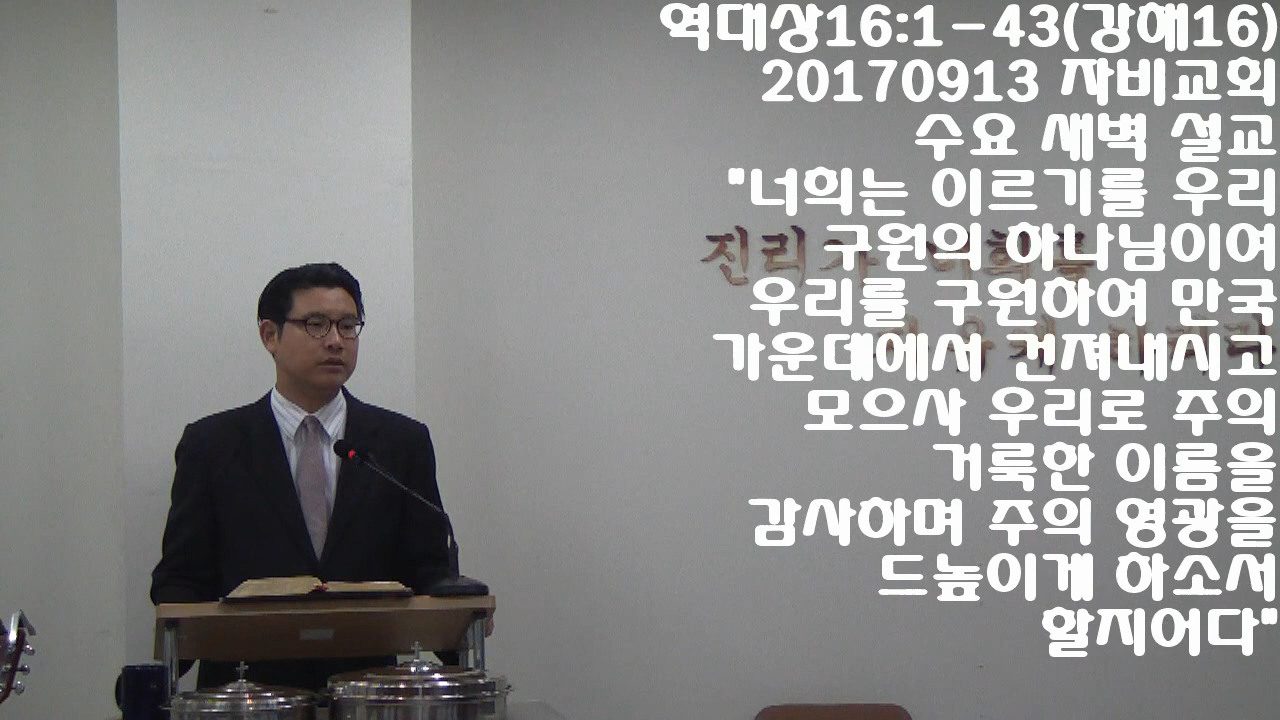 역대상16:1-43(강해16)
20170913 자비교회
수요 새벽 설교
"너희는 이르기를 우리
구원의 하나님이여
우리를 구원하여 만국
가운데에서 건져내시고
모으사 우리로 주의
거룩한 이름을
감사하며 주의 영광을
드높이게 하소서
할지어다"
진리가